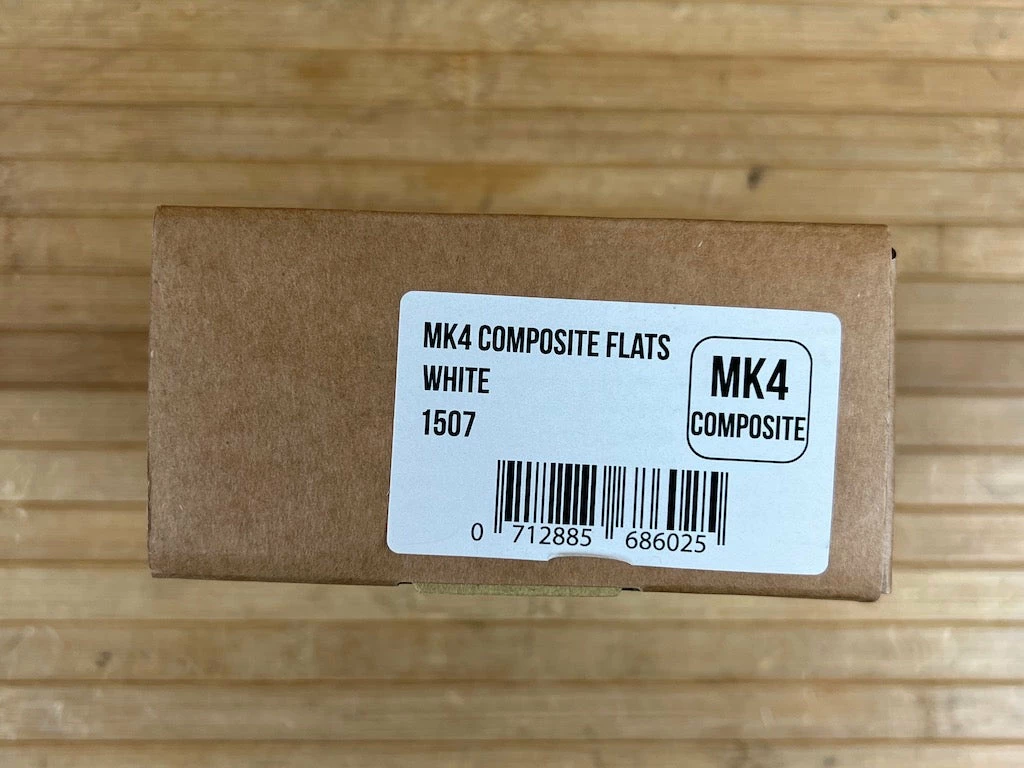 MK4 COMPOSITE FLATS
WHITE
1507
MK4
COMPOSITE
0 712885 686025